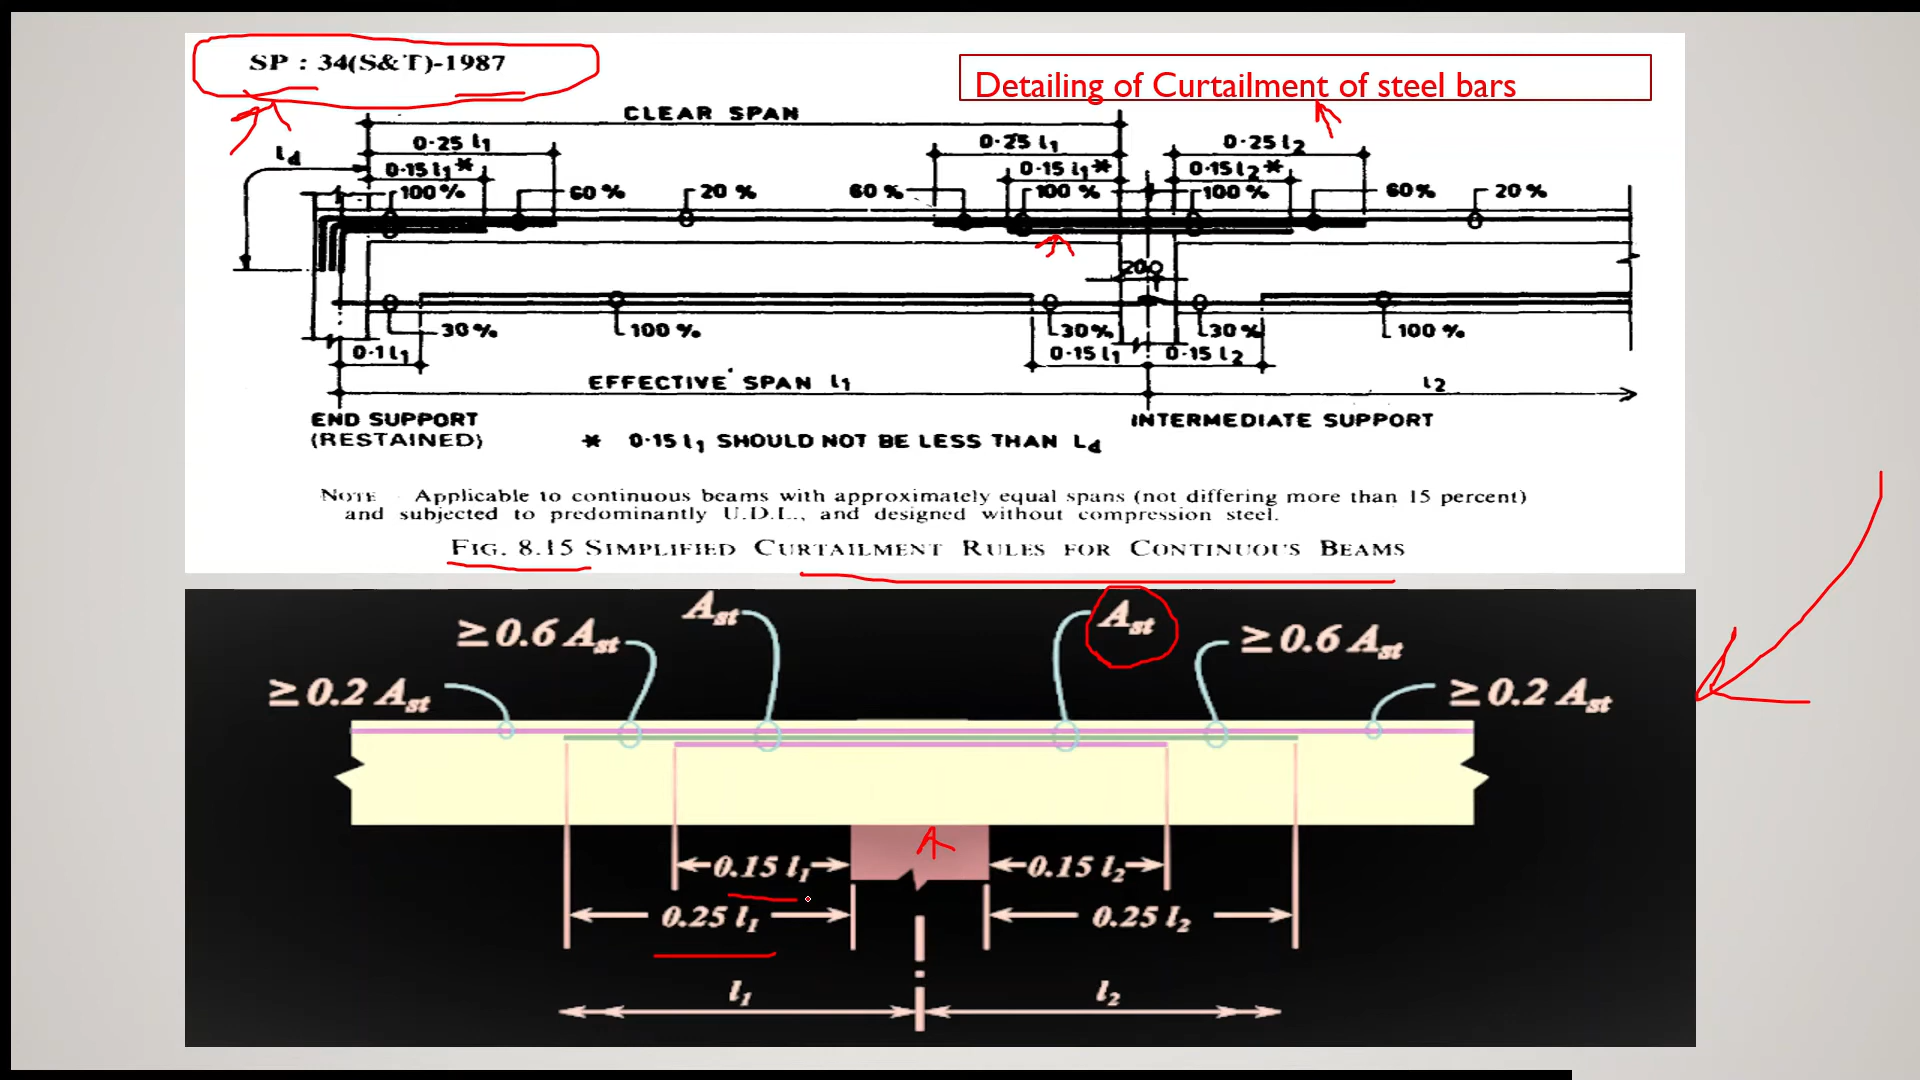 SP : 34(S&T)-1987
Detailing of Curtailment of steel bars
CLEAR SPAN
0·25 l1
0·25 l1
0·25 l2
ld
0·15 l1*
0·15 l1*
0·15 l2*
100 %
60 %
20 %
60 %
100 %
100 %
60 %
20 %
30 %
100 %
30 %
30 %
100 %
0·1 l1
0·15 l1
0·15 l2
EFFECTIVE SPAN l1
l2
END SUPPORT
(RESTAINED)
INTERMEDIATE SUPPORT
* 0·15 l1 SHOULD NOT BE LESS THAN Ld
NOTE Applicable to continuous beams with approximately equal spans (not differing more than 15 percent)
and subjected to predominantly U.D.L., and designed without compression steel.
FIG. 8.15 SIMPLIFIED CURTAILMENT RULES FOR CONTINUOUS BEAMS
Ast
Ast
≥ 0.6 Ast
≥ 0.6 Ast
≥ 0.2 Ast
≥ 0.2 Ast
0.15 l1
0.15 l2
0.25 l1
0.25 l2
l1
l2